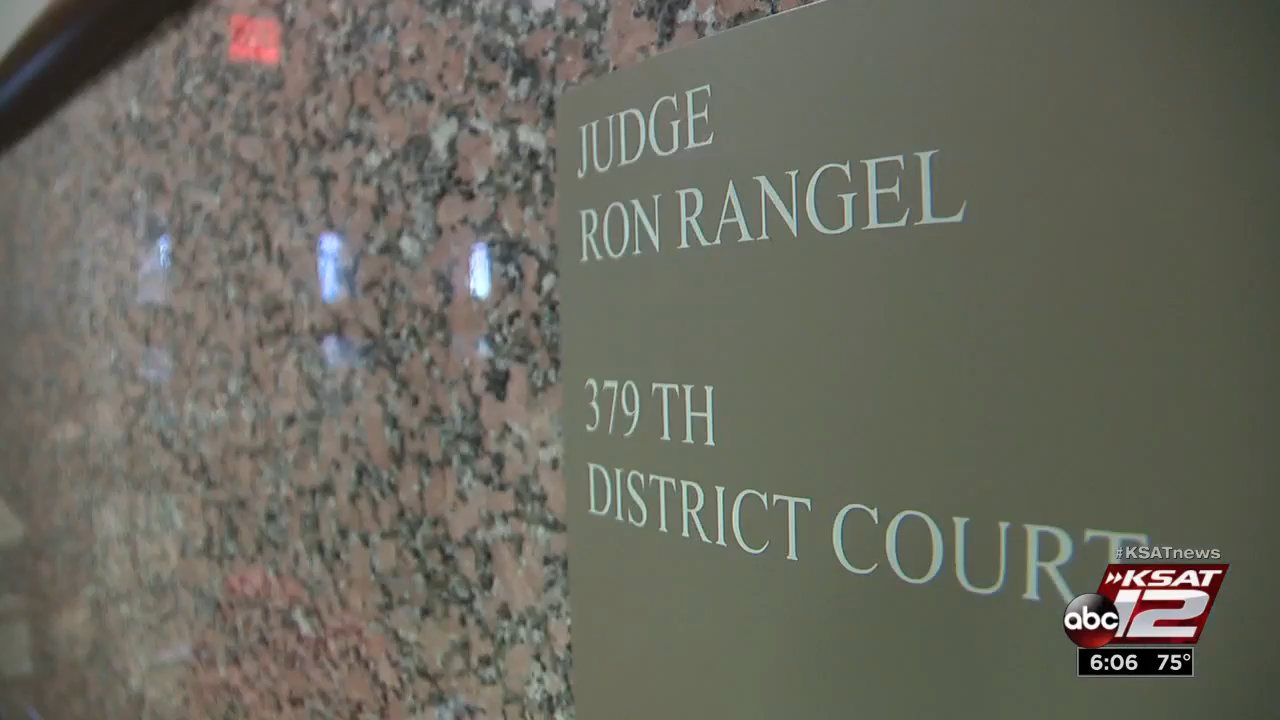 JUDGE
RON RANGEL
379 TH
DISTRICT COURT
#KSATnews
KSAT
abc 12
6:06 75°